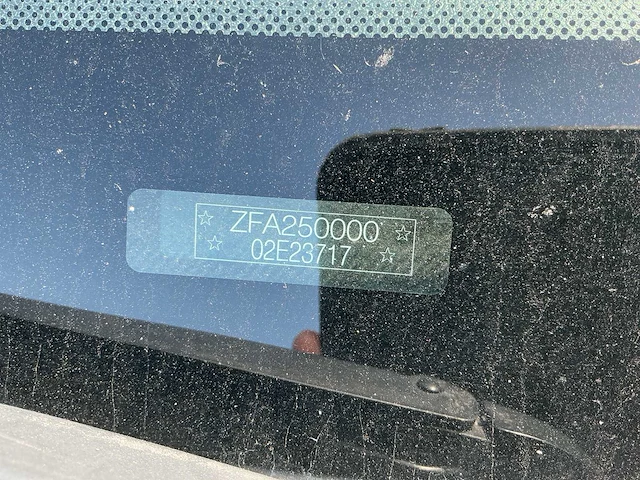 ☆ ZFA250000 ☆
☆ 02E23717 ☆